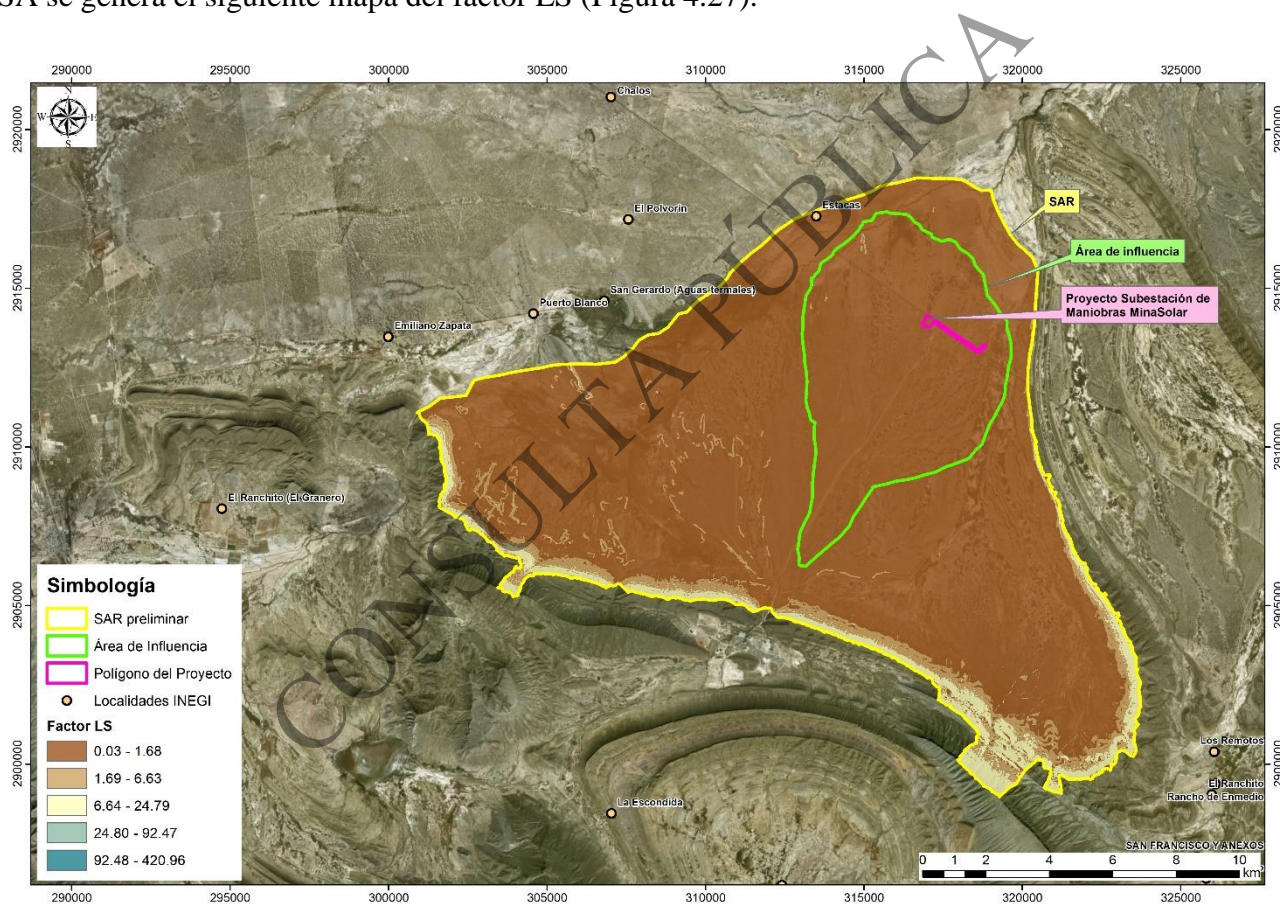 SA se genera el siguiente mapa del factor LS (Figura 4.27).
290000 295000 300000 305000 310000 315000 320000 325000
2920000 2920000
2915000 2915000
2910000 2910000
2905000 2905000
2900000 2900000
N
W E
S
Chalos
El Polvorin
Estacas
SAR
Área de influencia
San Gerardo (Aguas termales)
Puerto Blanco
Proyecto Subestación de
Maniobras MinaSolar
Emiliano Zapata
El Ranchito (El Granero)
CONSULTA PÚBLICA
Los Remotos
El Ranchito
Rancho de Enmedio
La Escondida
SAN FRANCISCO Y ANEXOS
Simbología
SAR preliminar
Área de Influencia
Polígono del Proyecto
Localidades INEGI
Factor LS
0.03 - 1.68
1.69 - 6.63
6.64 - 24.79
24.80 - 92.47
92.48 - 420.96
0 1 2 4 6 8 10
km
290000 295000 300000 305000 310000 315000 320000 325000